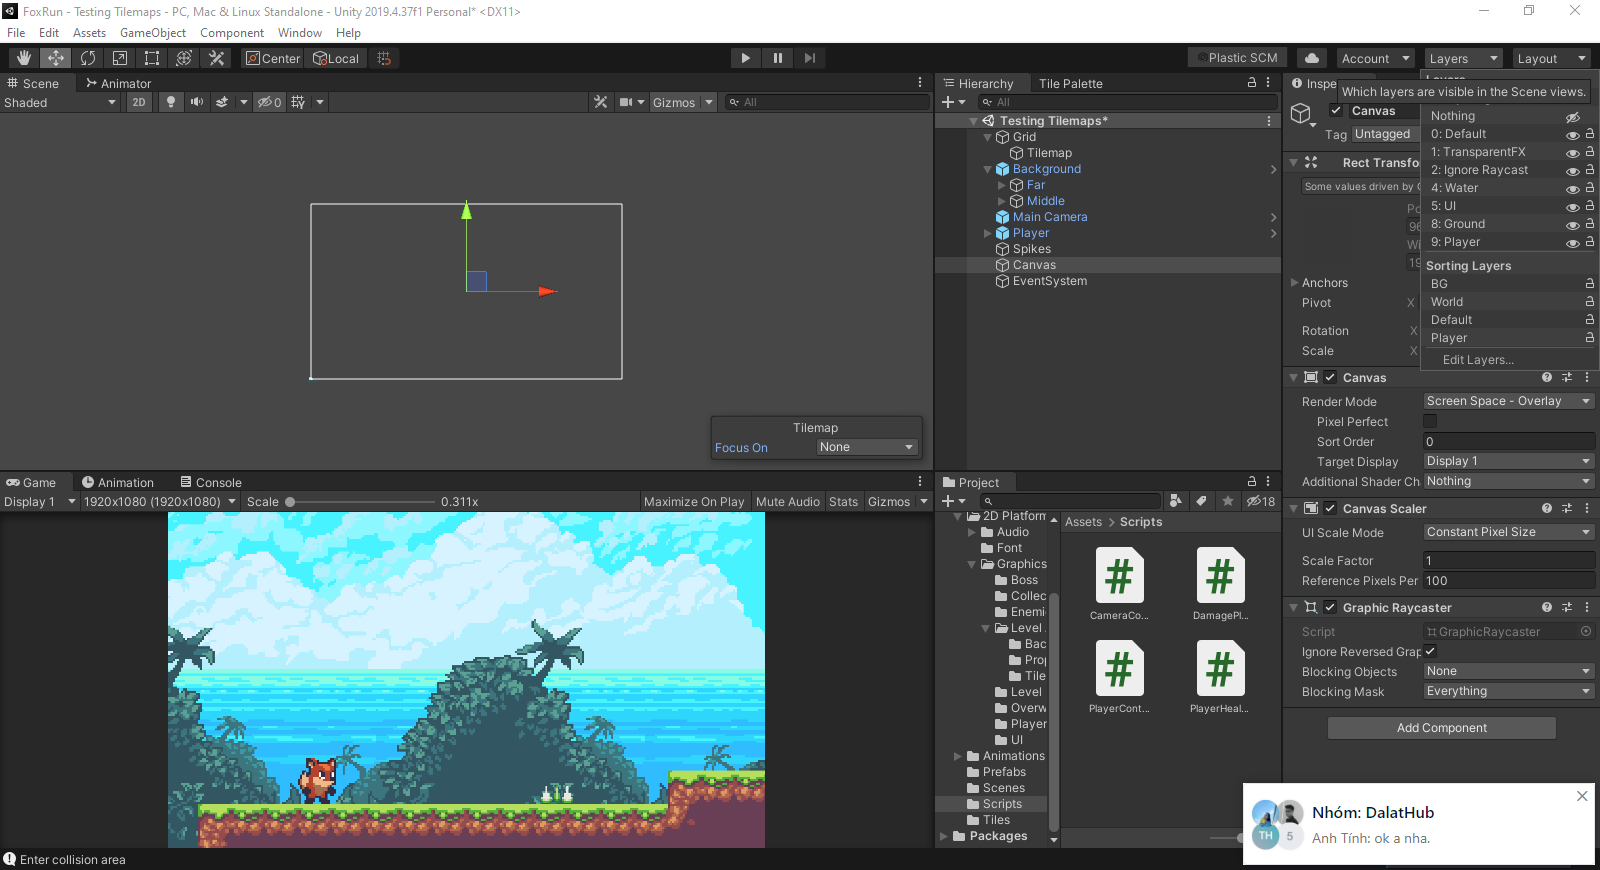 FoxRun - Testing Tilemaps - PC, Mac & Linux Standalone - Unity 2019.4.37f1 Personal* <DX11>
File Edit Assets GameObject Component Window Help
Center Local Plastic SCM Account Layers Layout
Scene Animator
Shaded 2D 0 Gizmos All
Tilemap
Focus On None
Game Animation Console
Display 1 1920x1080 (1920x1080) Scale 0.311x Maximize On Play Mute Audio Stats Gizmos
Enter collision area
Hierarchy Tile Palette
All
Testing Tilemaps*
Grid
Tilemap
Background
Far
Middle
Main Camera
Player
Spikes
Canvas
EventSystem
Project
18
2D Platform
Audio
Font
Graphics
Boss
Collec
Enemi
Level
Bac
Pro
Tile
Level
Overw
Player
UI
Animations
Prefabs
Scenes
Scripts
Tiles
Packages
Assets > Scripts
CameraCo... DamagePl...
PlayerCont... PlayerHeal...
Inspe
Which layers are visible in the Scene views.
Canvas
Tag Untagged
Rect Transfo
Some values driven by C
Po
96
Wi
19
Anchors
Pivot X
Rotation X
Scale X
Nothing
0: Default
1: TransparentFX
2: Ignore Raycast
4: Water
5: UI
8: Ground
9: Player
Sorting Layers
BG
World
Default
Player
Edit Layers...
Canvas
Render Mode Screen Space - Overlay
Pixel Perfect
Sort Order 0
Target Display Display 1
Additional Shader Ch Nothing
Canvas Scaler
UI Scale Mode Constant Pixel Size
Scale Factor 1
Reference Pixels Per 100
Graphic Raycaster
Script GraphicRaycaster
Ignore Reversed Grap
Blocking Objects None
Blocking Mask Everything
Add Component
Nhóm: DalatHub
TH 5
Anh Tính: ok a nha.